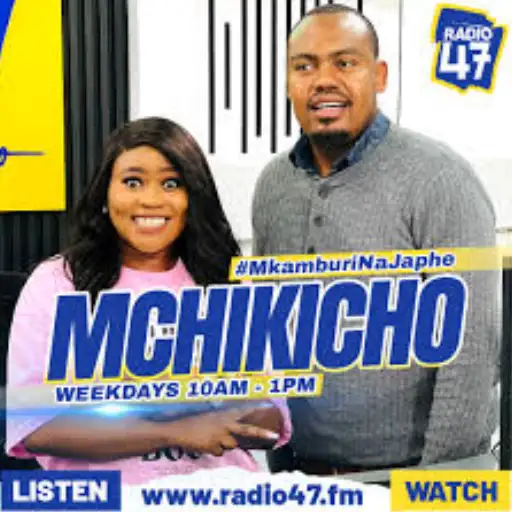 RADIO
47
#MkamburiNaJaphe
MCHIKICHO
WEEKDAYS 10AM - 1PM
LISTEN
www.radio47.fm
WATCH